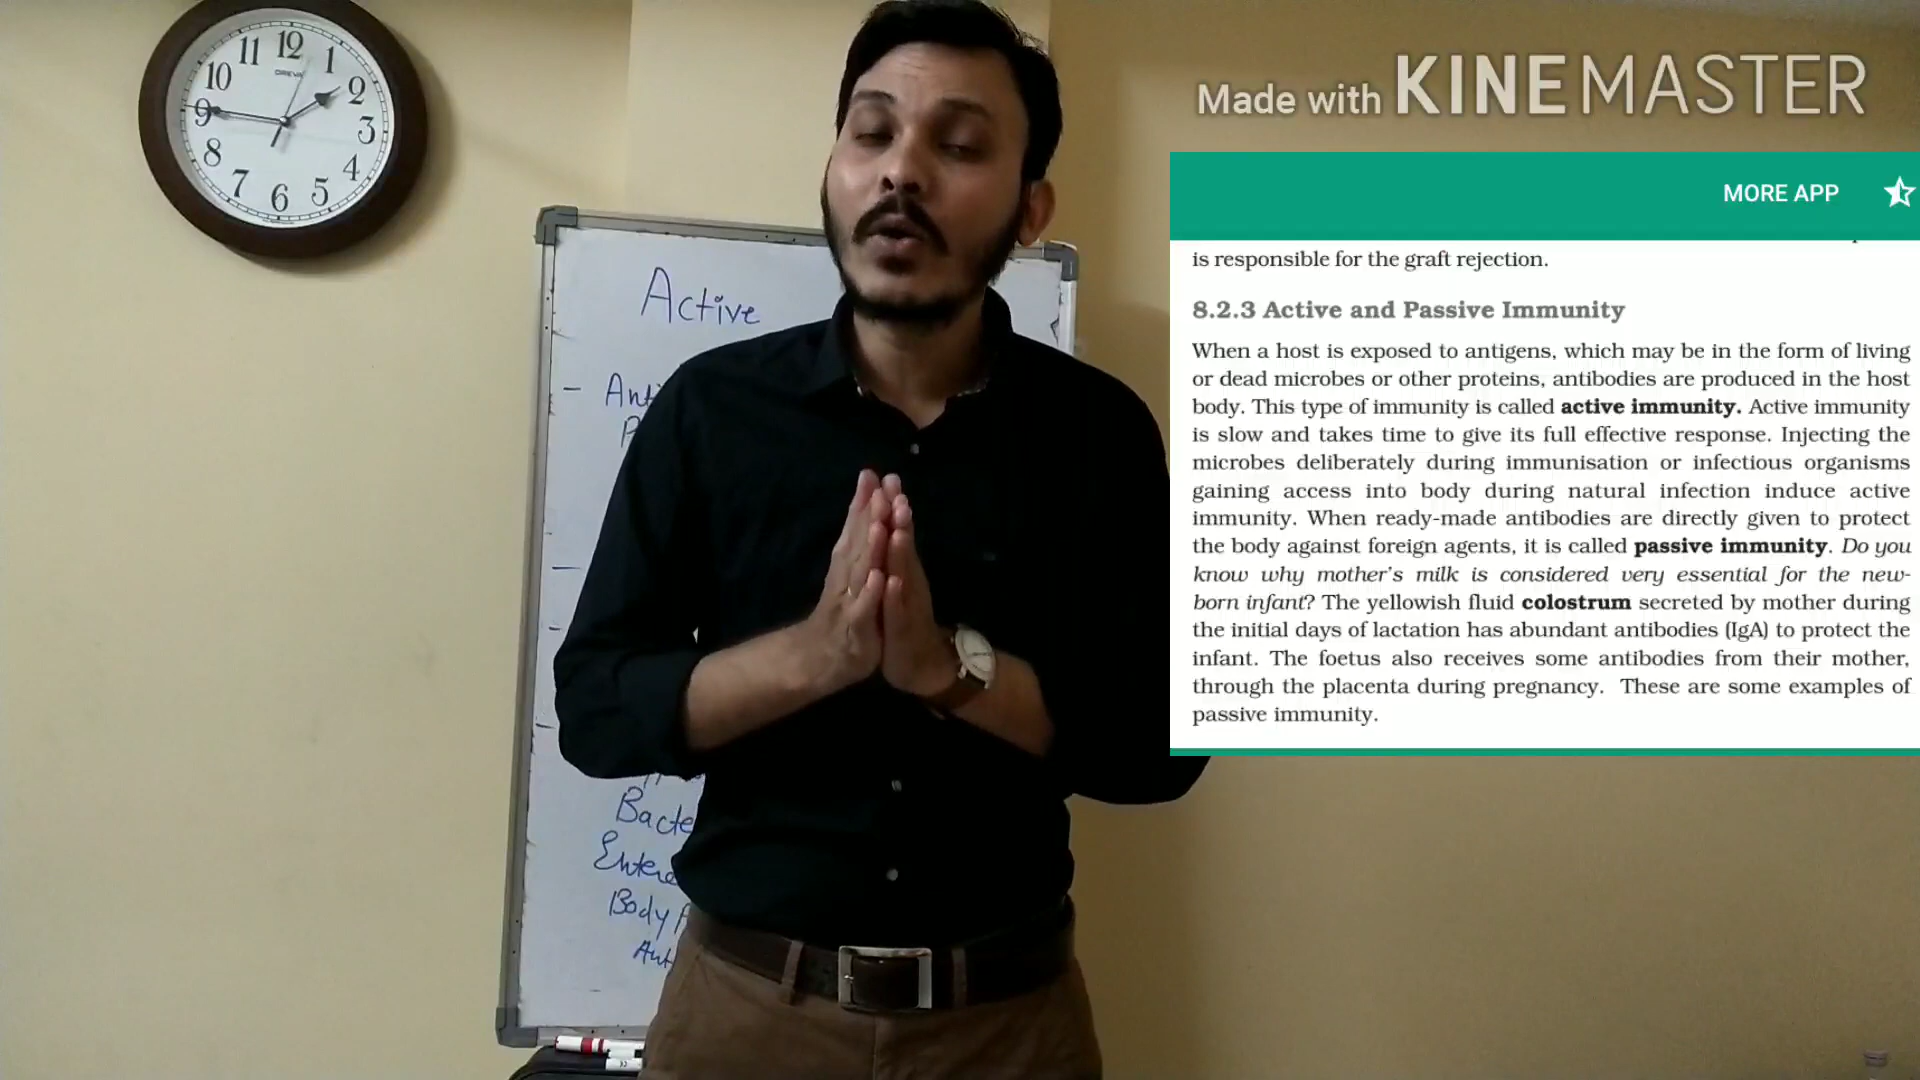 12
11
1
10
2
9
3
8
4
7
5
6
Made with KINEMASTER
MORE APP
is responsible for the graft rejection.
8.2.3 Active and Passive Immunity
When a host is exposed to antigens, which may be in the form of living
or dead microbes or other proteins, antibodies are produced in the host
body. This type of immunity is called active immunity. Active immunity
is slow and takes time to give its full effective response. Injecting the
microbes deliberately during immunisation or infectious organisms
gaining access into body during natural infection induce active
immunity. When ready-made antibodies are directly given to protect
the body against foreign agents, it is called passive immunity. Do you
know why mother's milk is considered very essential for the new-
born infant? The yellowish fluid colostrum secreted by mother during
the initial days of lactation has abundant antibodies (IgA) to protect the
infant. The foetus also receives some antibodies from their mother,
through the placenta during pregnancy. These are some examples of
passive immunity.
Active
Body